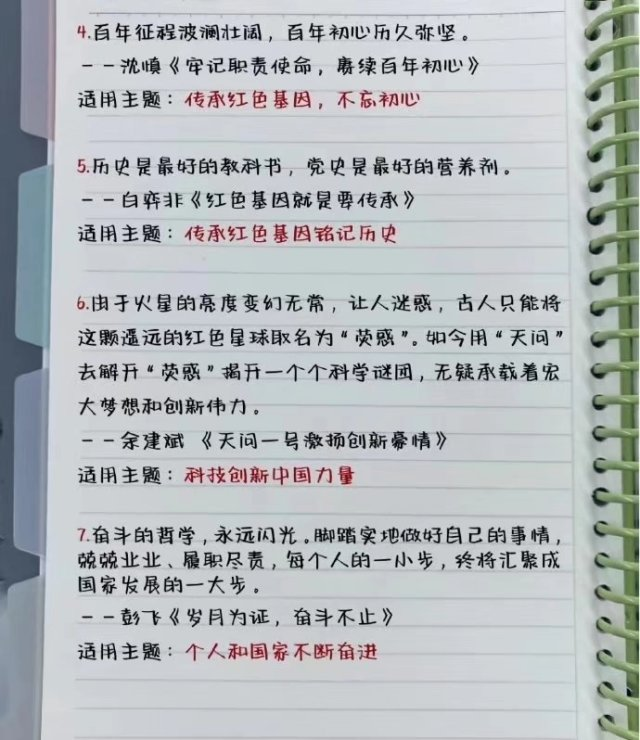 4.百年征程波澜壮阔，百年初心历久弥坚。
——沈慎《牢记职责使命，赓续百年初心》
适用主题：传承红色基因，不忘初心
5.历史是最好的教科书，党史是最好的营养剂。
——白弈非《红色基因就是要传承》
适用主题：传承红色基因铭记历史
6.由于火星的亮度变幻无常，让人迷惑，古人只能将
这颗遥远的红色星球取名为“荧惑”。如今用“天问”
去解开“荧惑”揭开一个个科学谜团，无疑承载着宏
大梦想和创新伟力。
——余建斌 《天问一号激扬创新豪情》
适用主题：科技创新中国力量
7.奋斗的哲学，永远闪光。脚踏实地做好自己的事情，
兢兢业业、履职尽责，每个人的一小步，终将汇聚成
国家发展的一大步。
——彭飞《岁月为证，奋斗不止》
适用主题：个人和国家不断奋进